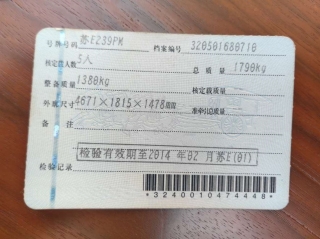 号牌号码 苏E239PM 档案编号 320501680710
核定载人数 5人 总质量 1790kg
整备质量 1380kg 核定载质量
外廓尺寸 4671×1815×1478mm 准牵引总质量
备注
检验有效期至2014年02月苏E(01)
检验记录
*3240010474448*